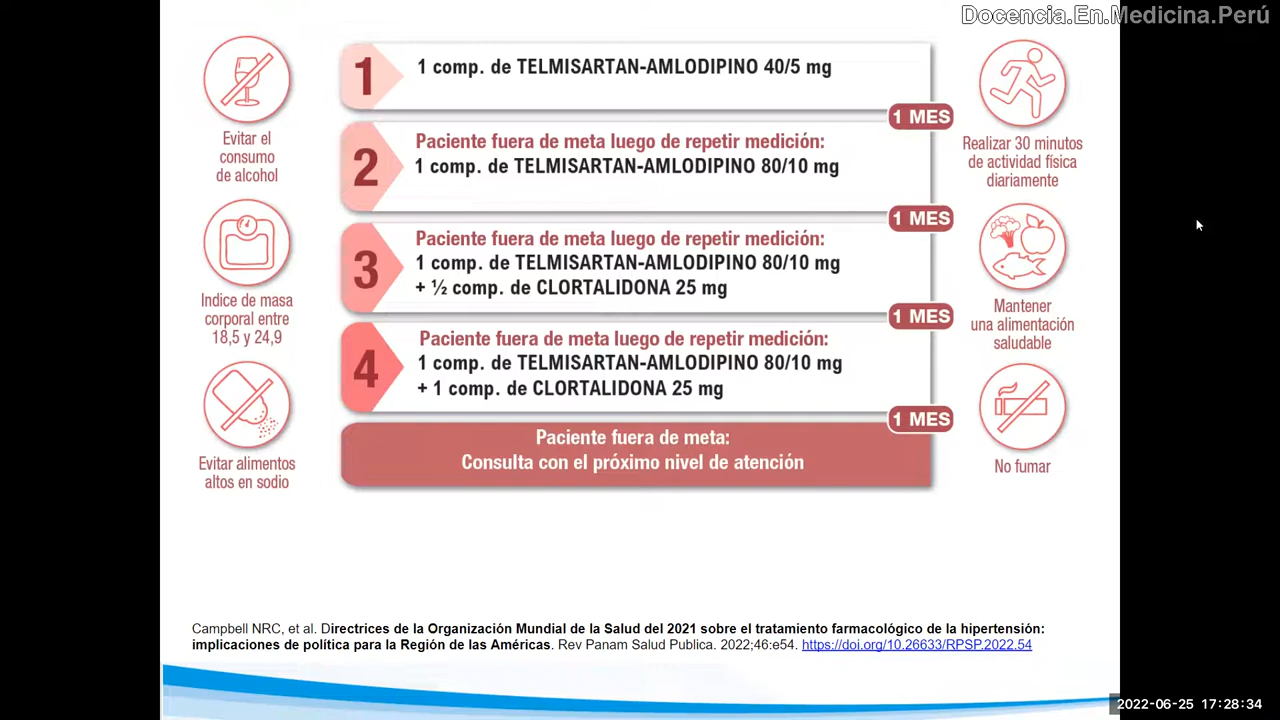 Docencia.En.Medicina.Perú
Evitar el
consumo
de alcohol
Indice de masa
corporal entre
18,5 y 24,9
Evitar alimentos
altos en sodio
1
1 comp. de TELMISARTAN-AMLODIPINO 40/5 mg
1 MES
2
Paciente fuera de meta luego de repetir medición:
1 comp. de TELMISARTAN-AMLODIPINO 80/10 mg
1 MES
3
Paciente fuera de meta luego de repetir medición:
1 comp. de TELMISARTAN-AMLODIPINO 80/10 mg
+ ½ comp. de CLORTALIDONA 25 mg
1 MES
4
Paciente fuera de meta luego de repetir medición:
1 comp. de TELMISARTAN-AMLODIPINO 80/10 mg
+ 1 comp. de CLORTALIDONA 25 mg
1 MES
Paciente fuera de meta:
Consulta con el próximo nivel de atención
Realizar 30 minutos
de actividad física
diariamente
Mantener
una alimentación
saludable
No fumar
Campbell NRC, et al. Directrices de la Organización Mundial de la Salud del 2021 sobre el tratamiento farmacológico de la hipertensión:
implicaciones de política para la Región de las Américas. Rev Panam Salud Publica. 2022;46:e54. https://doi.org/10.26633/RPSP.2022.54
2022-06-25 17:28:34